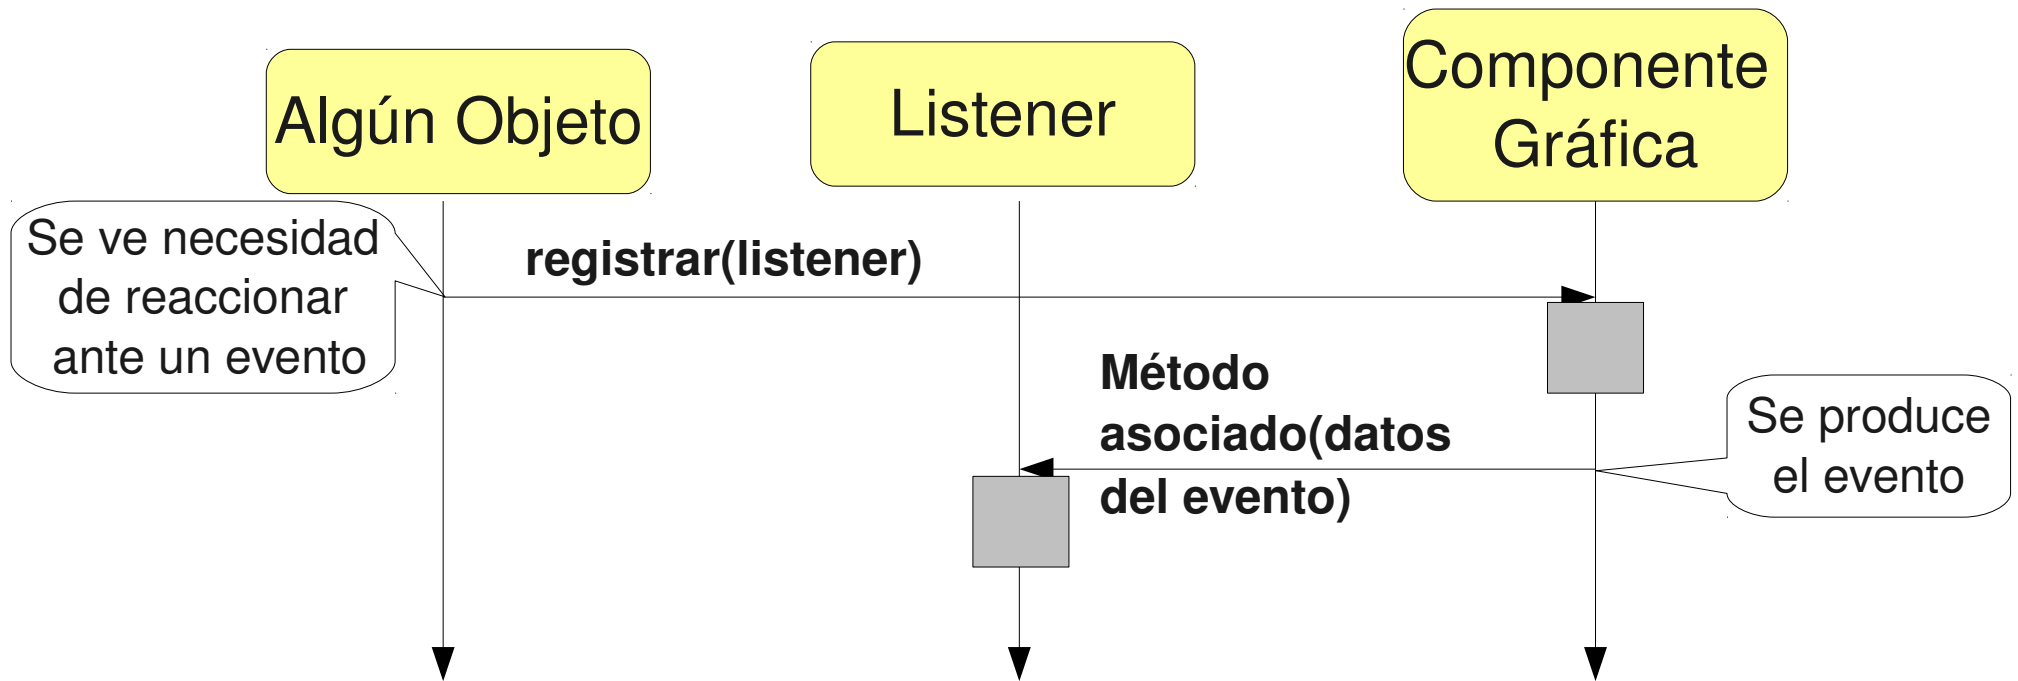 Algún Objeto
Listener
Componente
Gráfica
Se ve necesidad
de reaccionar
ante un evento
registrar(listener)
Método
asociado(datos
del evento)
Se produce
el evento